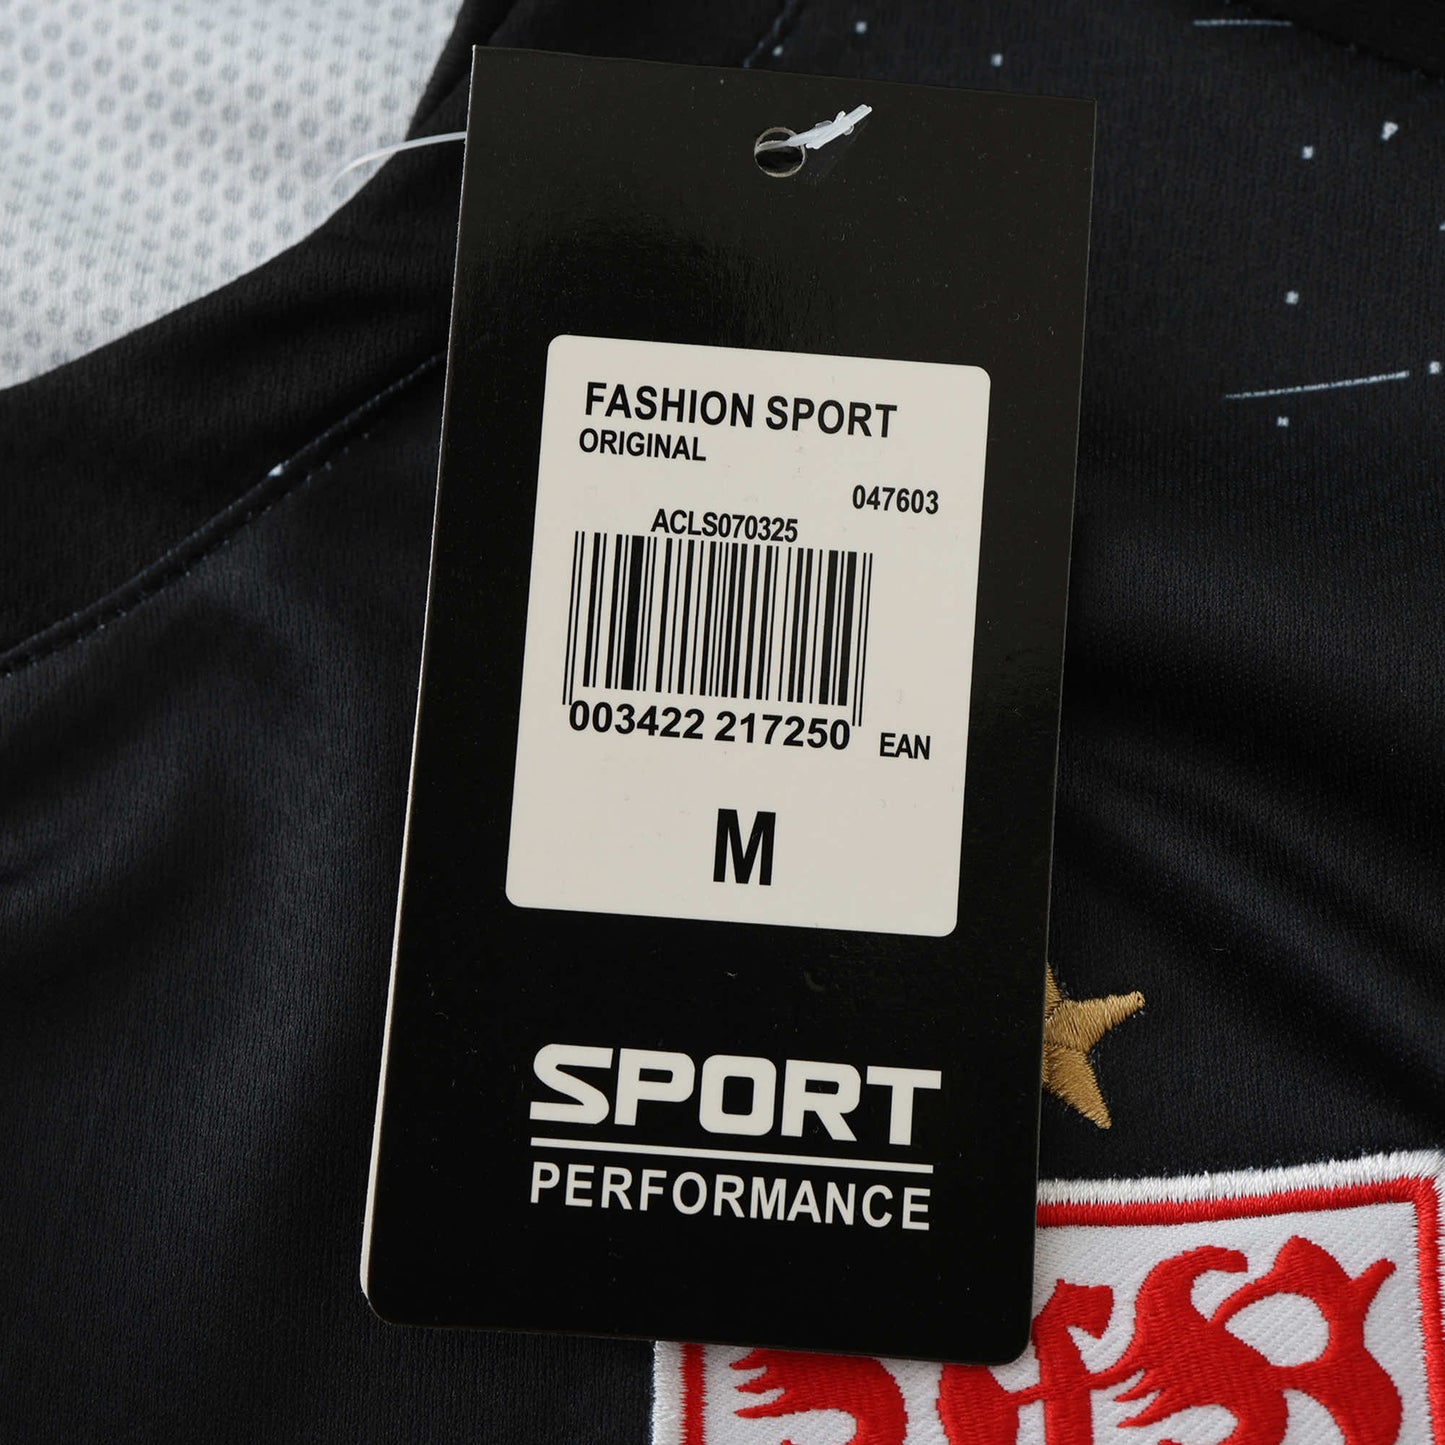 FASHION SPORT
ORIGINAL
047603
ACLS070325
003422 217250
EAN
M
SPORT
PERFORMANCE